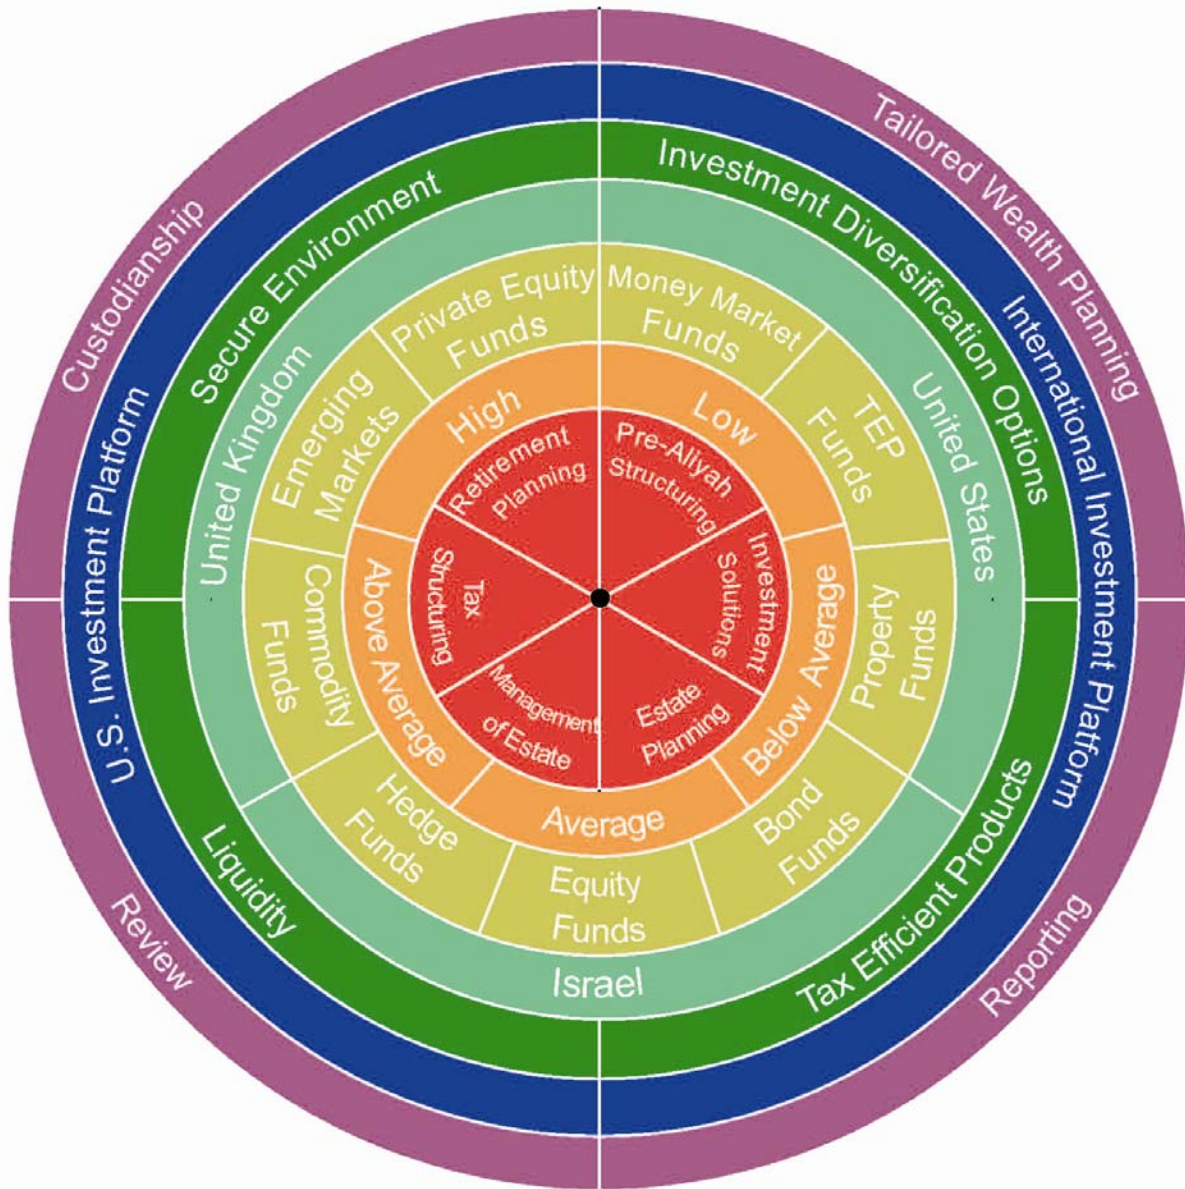 Custodianship
Tailored Wealth Planning
Reporting
Review
U.S. Investment Platform
International Investment Platform
Secure Environment
Investment Diversification Options
Tax Efficient Products
Liquidity
United Kingdom
United States
Israel
Private Equity
Funds
Money Market
Funds
TEP
Funds
Property
Funds
Bond
Funds
Equity
Funds
Hedge
Funds
Commodity
Funds
Emerging
Markets
High
Low
Below Average
Average
Above Average
Retirement
Planning
Pre-Aliyah
Structuring
Investment
Solutions
Estate
Planning
Management
of Estate
Tax
Structuring